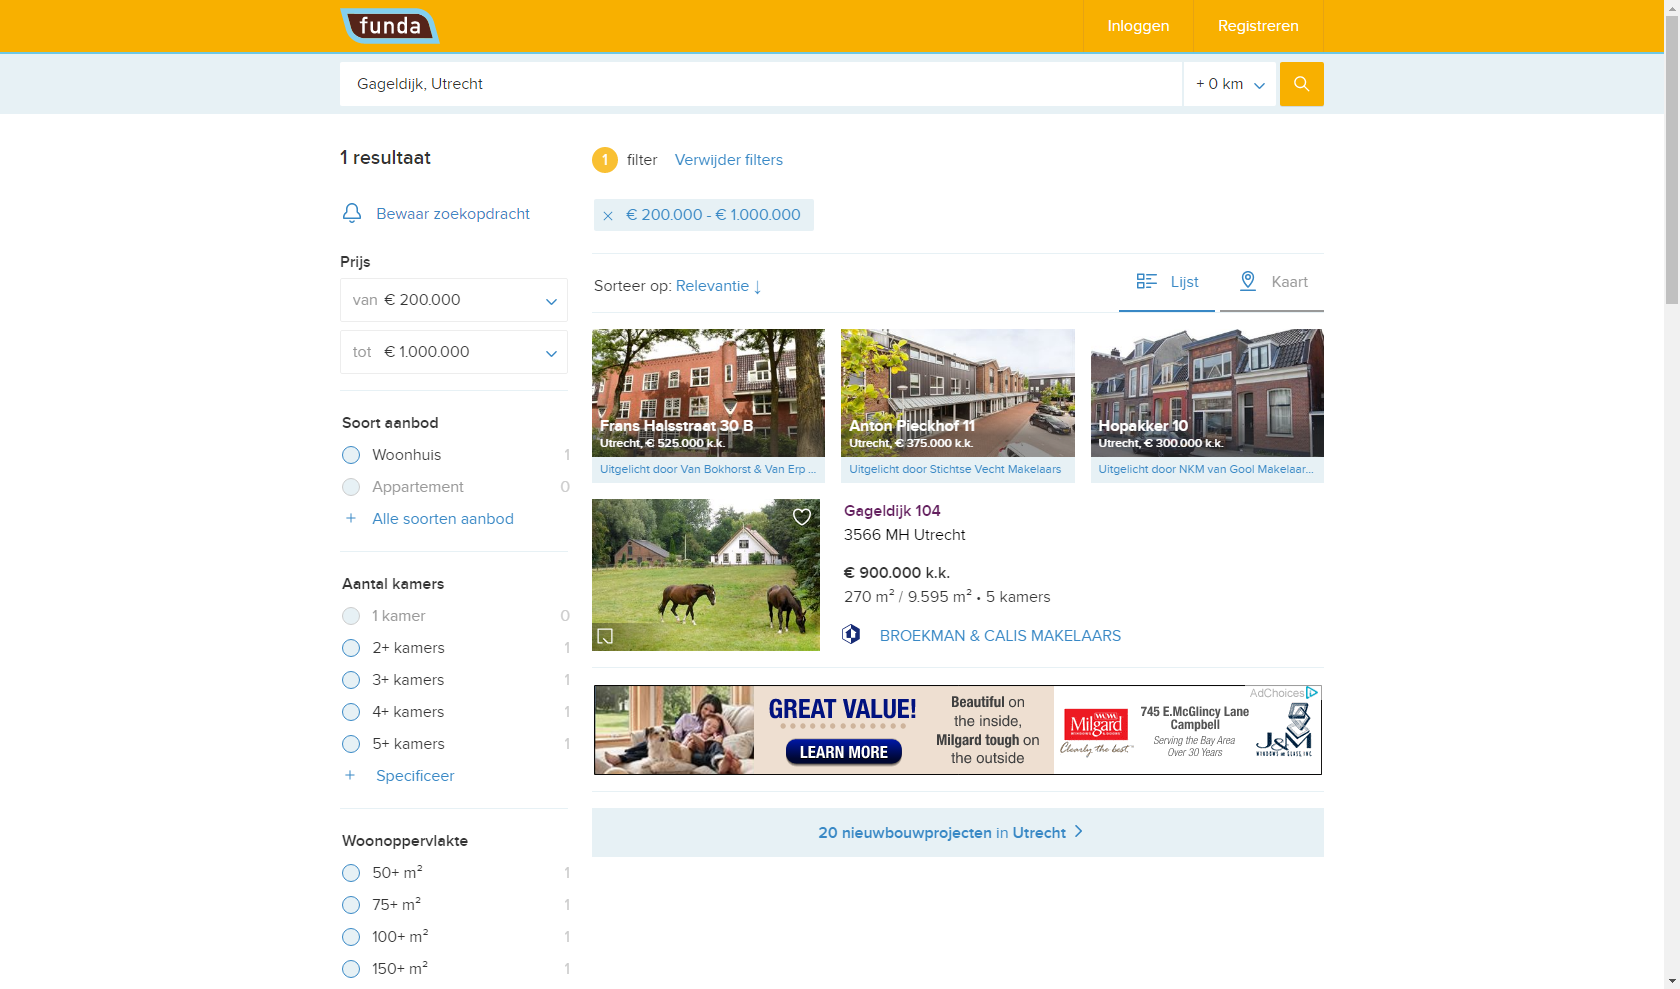 funda
Inloggen
Registreren
Gageldijk, Utrecht
+ 0 km
1 resultaat
Bewaar zoekopdracht
Prijs
van € 200.000
tot € 1.000.000
Soort aanbod
Woonhuis 1
Appartement 0
+ Alle soorten aanbod
Aantal kamers
1 kamer 0
2+ kamers 1
3+ kamers 1
4+ kamers 1
5+ kamers 1
+ Specificeer
Woonoppervlakte
50+ m² 1
75+ m² 1
100+ m² 1
150+ m² 1
1 filter Verwijder filters
× € 200.000 - € 1.000.000
Sorteer op: Relevantie ↓
Lijst
Kaart
Frans Halsstraat 30 B
Utrecht, € 525.000 k.k.
Uitgelicht door Van Bokhorst & Van Erp ...
Anton Pieckhof 11
Utrecht, € 375.000 k.k.
Uitgelicht door Stichtse Vecht Makelaars
Hopakker 10
Utrecht, € 300.000 k.k.
Uitgelicht door NKM van Gool Makelaar...
Gageldijk 104
3566 MH Utrecht
€ 900.000 k.k.
270 m² / 9.595 m² • 5 kamers
BROEKMAN & CALIS MAKELAARS
GREAT VALUE!
LEARN MORE
Beautiful on
the inside,
Milgard tough on
the outside
Milgard
WINDOWS & DOORS
Clearly the best.™
AdChoices
745 E.McGlincy Lane
Campbell
Serving the Bay Area
Over 30 Years
J&M
WINDOWS and GLASS, INC.
20 nieuwbouwprojecten in Utrecht